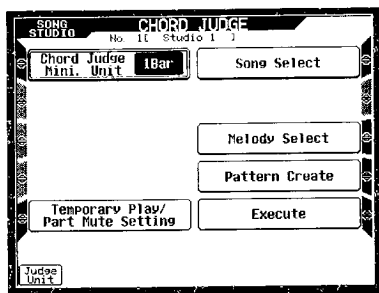 SONG STUDIO
CHORD JUDGE
No. 1[ Studio 1 ]
Chord Judge
Mini. Unit
1Bar
Song Select
Melody Select
Pattern Create
Temporary Play/
Part Mute Setting
Execute
Judge
Unit